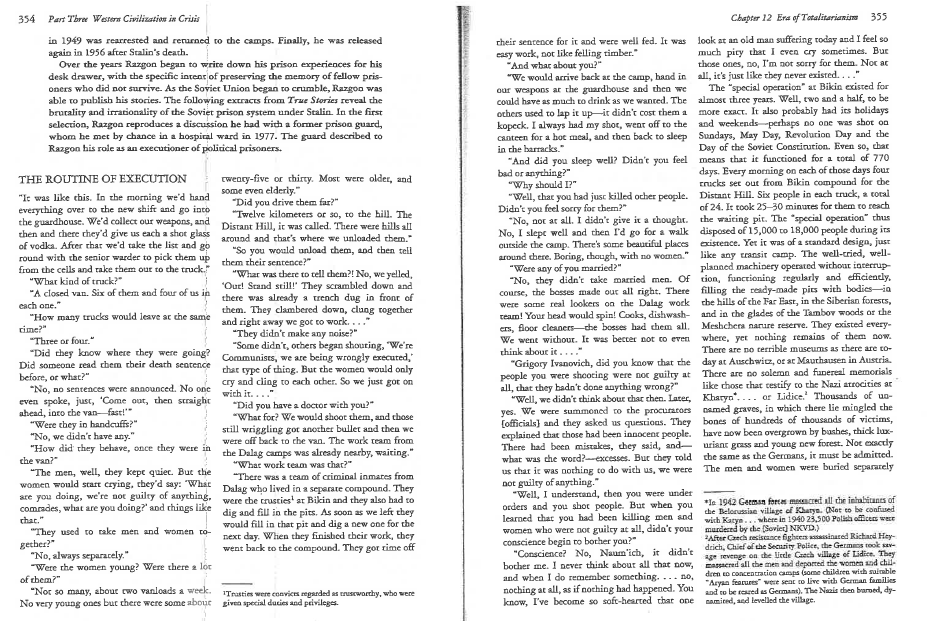 354 Part Three Western Civilization in Crisis
in 1949 was rearrested and returned to the camps. Finally, he was released
again in 1956 after Stalin's death.
Over the years Razgon began to write down his prison experiences for his
desk drawer, with the specific intent of preserving the memory of fellow pris-
oners who did not survive. As the Soviet Union began to crumble, Razgon was
able to publish his stories. The following extracts from True Stories reveal the
brutality and irrationality of the Soviet prison system under Stalin. In the first
selection, Razgon reproduces a discussion he had with a former prison guard,
whom he met by chance in a hospital ward in 1977. The guard described to
Razgon his role as an executioner of political prisoners.
THE ROUTINE OF EXECUTION
"It was like this. In the morning we'd hand
everything over to the new shift and go into
the guardhouse. We'd collect our weapons, and
then and there they'd give us each a shot glass
of vodka. After that we'd take the list and go
round with the senior warder to pick them up
from the cells and take them out to the truck."
"What kind of truck?"
"A closed van. Six of them and four of us in
each one."
"How many trucks would leave at the same
time?"
"Three or four."
"Did they know where they were going?
Did someone read them their death sentence
before, or what?"
"No, no sentences were announced. No one
even spoke, just, 'Come out, then straight
ahead, into the van—fast!'"
"Were they in handcuffs?"
"No, we didn't have any."
"How did they behave, once they were in
the van?"
"The men, well, they kept quiet. But the
women would start crying, they'd say: 'What
are you doing, we're not guilty of anything,
comrades, what are you doing?' and things like
that."
"They used to take men and women to-
gether?"
"No, always separately."
"Were the women young? Were there a lot
of them?"
"Not so many, about two vanloads a week.
No very young ones but there were some about
twenty-five or thirty. Most were older, and
some even elderly."
"Did you drive them far?"
"Twelve kilometers or so, to the hill. The
Distant Hill, it was called. There were hills all
around and that's where we unloaded them."
"So you would unload them, and then tell
them their sentence?"
"What was there to tell them?! No, we yelled,
'Out! Stand still!' They scrambled down and
there was already a trench dug in front of
them. They clambered down, clung together
and right away we got to work. . . ."
"They didn't make any noise?"
"Some didn't, others began shouting, 'We're
Communists, we are being wrongly executed,'
that type of thing. But the women would only
cry and cling to each other. So we just got on
with it. . . ."
"Did you have a doctor with you?"
"What for? We would shoot them, and those
still wriggling got another bullet and then we
were off back to the van. The work team from
the Dalag camps was already nearby, waiting."
"What work team was that?"
"There was a team of criminal inmates from
Dalag who lived in a separate compound. They
were the trusties¹ at Bikin and they also had to
dig and fill in the pits. As soon as we left they
would fill in that pit and dig a new one for the
next day. When they finished their work, they
went back to the compound. They got time off
¹Trusties were convicts regarded as trustworthy, who were
given special duties and privileges.
Chapter 12 Era of Totalitarianism 355
their sentence for it and were well fed. It was
easy work, not like felling timber."
"And what about you?"
"We would arrive back at the camp, hand in
our weapons at the guardhouse and then we
could have as much to drink as we wanted. The
others used to lap it up—it didn't cost them a
kopeck. I always had my shot, went off to the
canteen for a hot meal, and then back to sleep
in the barracks."
"And did you sleep well? Didn't you feel
bad or anything?"
"Why should I?"
"Well, that you had just killed other people.
Didn't you feel sorry for them?"
"No, not at all. I didn't give it a thought.
No, I slept well and then I'd go for a walk
outside the camp. There's some beautiful places
around there. Boring, though, with no women."
"Were any of you married?"
"No, they didn't take married men. Of
course, the bosses made out all right. There
were some real lookers on the Dalag work
team! Your head would spin! Cooks, dishwash-
ers, floor cleaners—the bosses had them all.
We went without. It was better not to even
think about it . . . ."
"Grigory Ivanovich, did you know that the
people you were shooting were not guilty at
all, that they hadn't done anything wrong?"
"Well, we didn't think about that then. Later,
yes. We were summoned to the procurators
[officials] and they asked us questions. They
explained that those had been innocent people.
There had been mistakes, they said, and—
what was the word?—excesses. But they told
us that it was nothing to do with us, we were
not guilty of anything."
"Well, I understand, then you were under
orders and you shot people. But when you
learned that you had been killing men and
women who were not guilty at all, didn't your
conscience begin to bother you?"
"Conscience? No, Naum'ich, it didn't
bother me. I never think about all that now,
and when I do remember something. . . . no,
nothing at all, as if nothing had happened. You
know, I've become so soft-hearted that one
look at an old man suffering today and I feel so
much pity that I even cry sometimes. But
those ones, no, I'm not sorry for them. Not at
all, it's just like they never existed. . . ."
The "special operation" at Bikin existed for
almost three years. Well, two and a half, to be
more exact. It also probably had its holidays
and weekends—perhaps no one was shot on
Sundays, May Day, Revolution Day and the
Day of the Soviet Constitution. Even so, that
means that it functioned for a total of 770
days. Every morning on each of those days four
trucks set out from Bikin compound for the
Distant Hill. Six people in each truck, a total
of 24. It took 25–30 minutes for them to reach
the waiting pit. The "special operation" thus
disposed of 15,000 to 18,000 people during its
existence. Yet it was of a standard design, just
like any transit camp. The well-tried, well-
planned machinery operated without interrup-
tion, functioning regularly and efficiently,
filling the ready-made pits with bodies—in
the hills of the Far East, in the Siberian forests,
and in the glades of the Tambov woods or the
Meshchera nature reserve. They existed every-
where, yet nothing remains of them now.
There are no terrible museums as there are to-
day at Auschwitz, or at Mauthausen in Austria.
There are no solemn and funereal memorials
like those that testify to the Nazi atrocities at
Khatyn*. . . . or Lidice.² Thousands of un-
named graves, in which there lie mingled the
bones of hundreds of thousands of victims,
have now been overgrown by bushes, thick lux-
uriant grass and young new forest. Not exactly
the same as the Germans, it must be admitted.
The men and women were buried separately
*In 1942 German forces massacred all the inhabitants of
the Belorussian village of Khatyn. (Not to be confused
with Katyn . . . where in 1940 23,500 Polish officers were
murdered by the [Soviet] NKVD.)
²After Czech resistance fighters assassinated Richard Hey-
drich, Chief of the Security Police, the Germans took sav-
age revenge on the little Czech village of Lidice. They
massacred all the men and deported the women and chil-
dren to concentration camps (some children with suitable
"Aryan features" were sent to live with German families
and to be reared as Germans). The Nazis then burned, dy-
namited, and levelled the village.